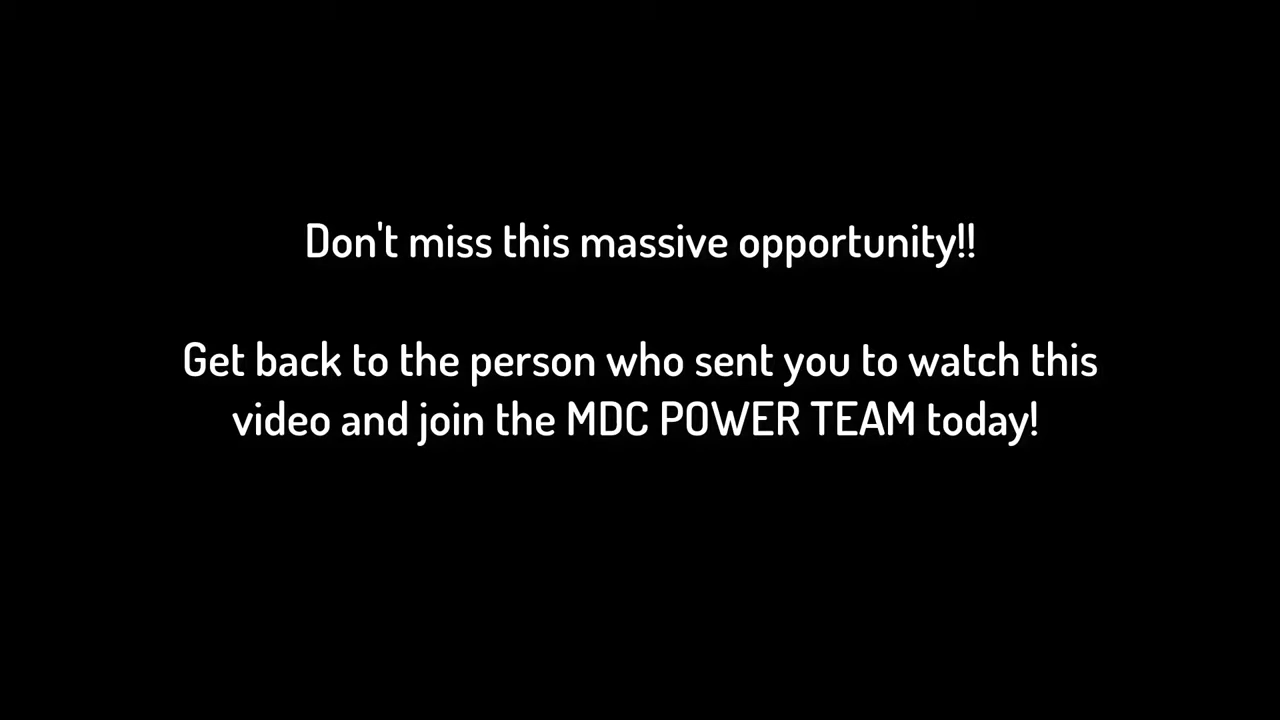 Don't miss this massive opportunity!!
Get back to the person who sent you to watch this
video and join the MDC POWER TEAM today!